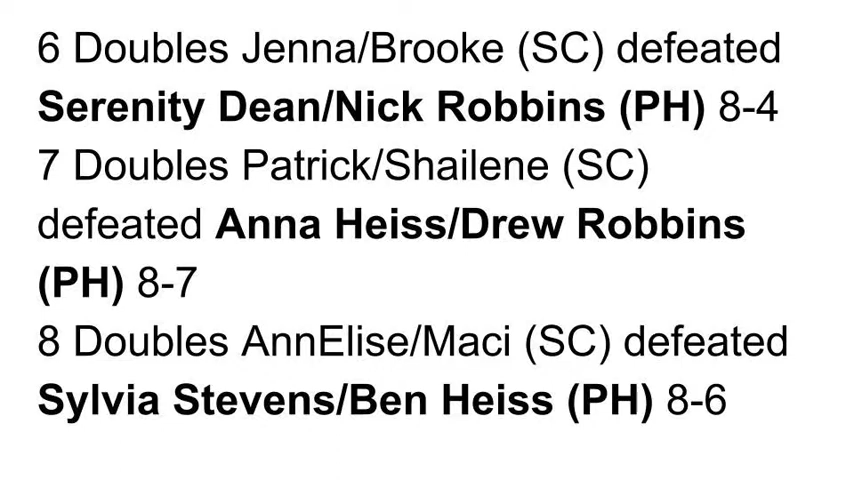 6 Doubles Jenna/Brooke (SC) defeated
Serenity Dean/Nick Robbins (PH) 8-4
7 Doubles Patrick/Shailene (SC)
defeated Anna Heiss/Drew Robbins
(PH) 8-7
8 Doubles AnnElise/Maci (SC) defeated
Sylvia Stevens/Ben Heiss (PH) 8-6